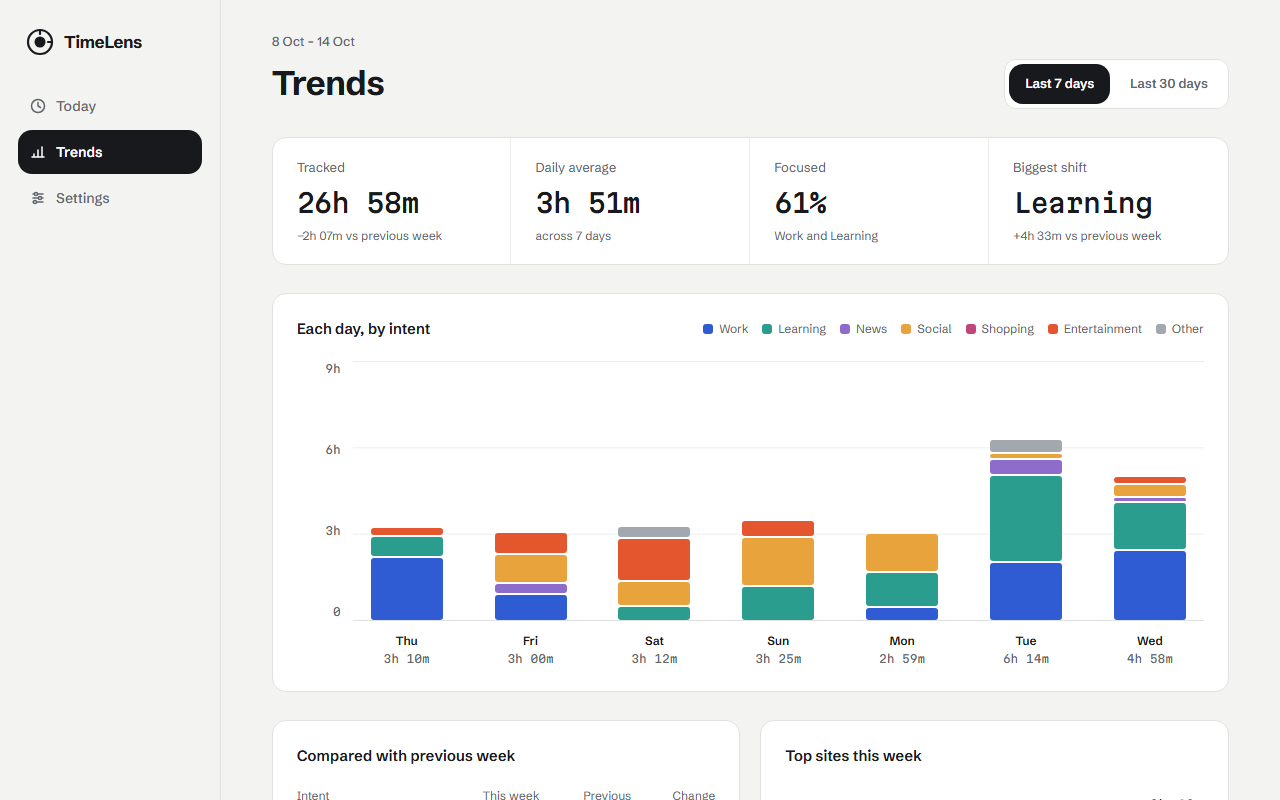 TimeLens
Today
Trends
Settings
8 Oct – 14 Oct
Trends
Last 7 days
Last 30 days
Tracked
26h 58m
−2h 07m vs previous week
Daily average
3h 51m
across 7 days
Focused
61%
Work and Learning
Biggest shift
Learning
+4h 33m vs previous week
Each day, by intent
Work
Learning
News
Social
Shopping
Entertainment
Other
9h
6h
3h
0
Thu
3h 10m
Fri
3h 00m
Sat
3h 12m
Sun
3h 25m
Mon
2h 59m
Tue
6h 14m
Wed
4h 58m
Compared with previous week
Intent
This week
Previous
Change
Top sites this week